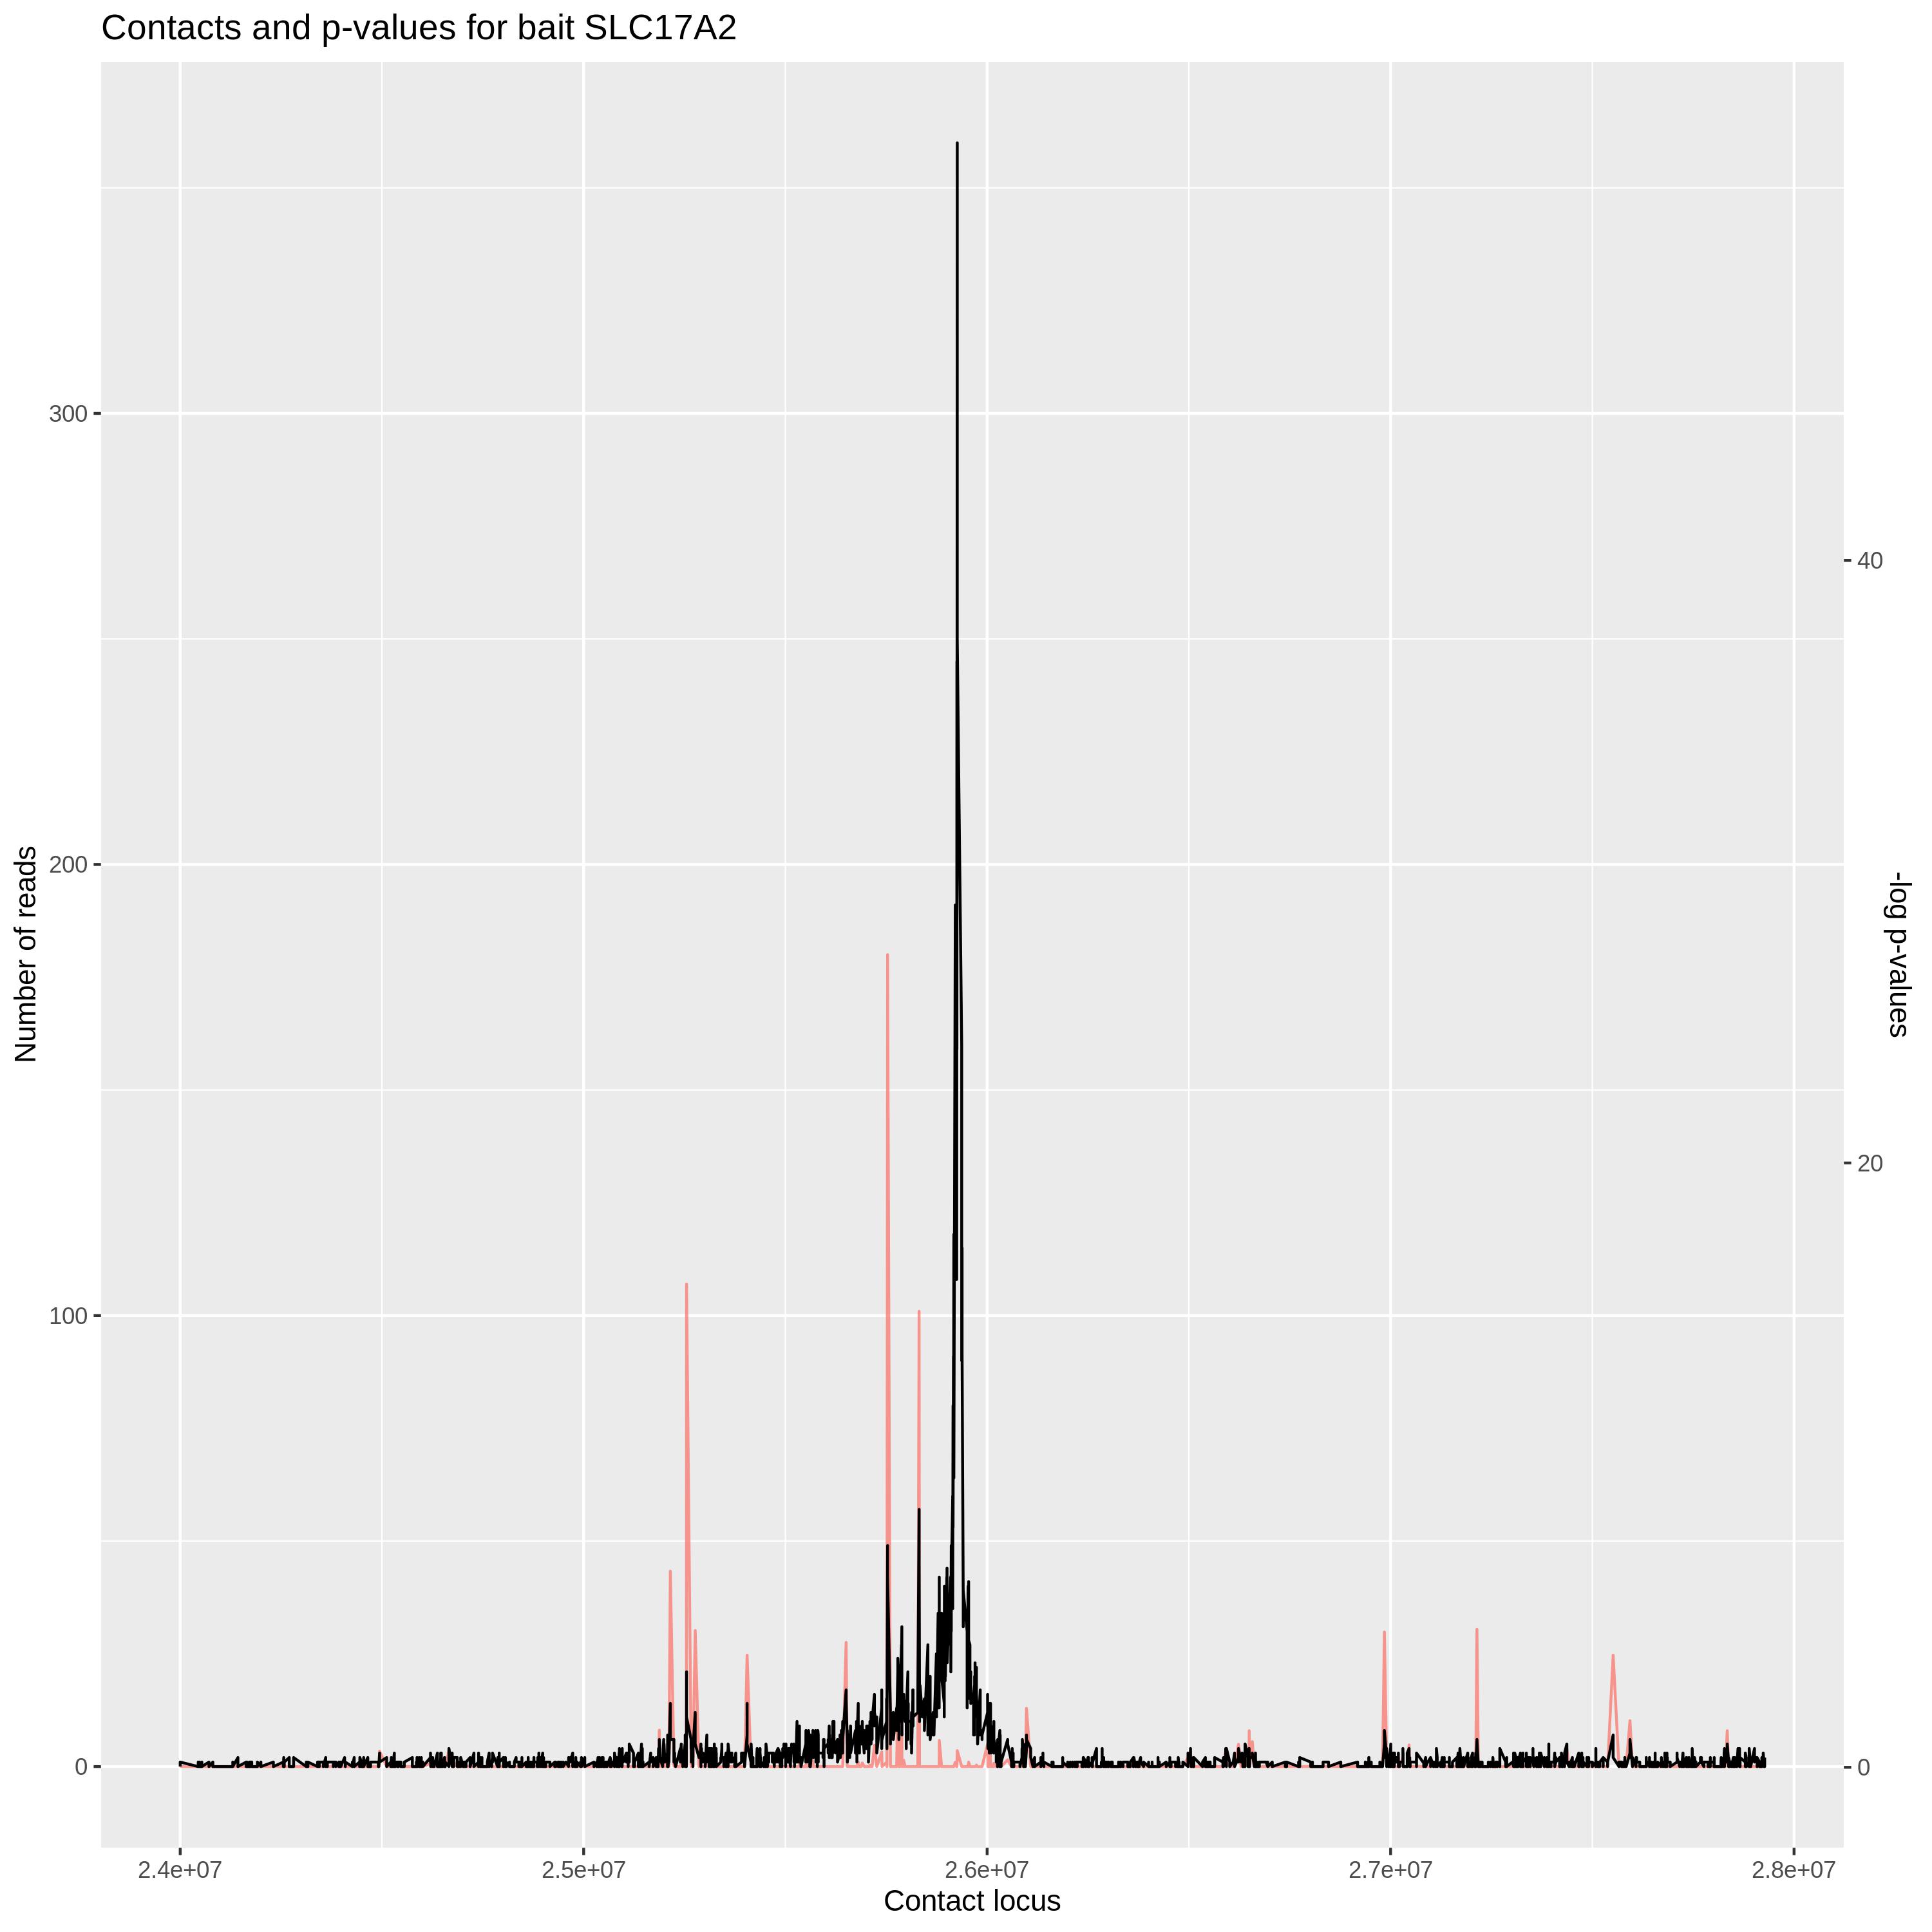 Contacts and p-values for bait SLC17A2
Number of reads
300
200
100
0
40
20
0
-log p-values
2.4e+07
2.5e+07
2.6e+07
2.7e+07
2.8e+07
Contact locus